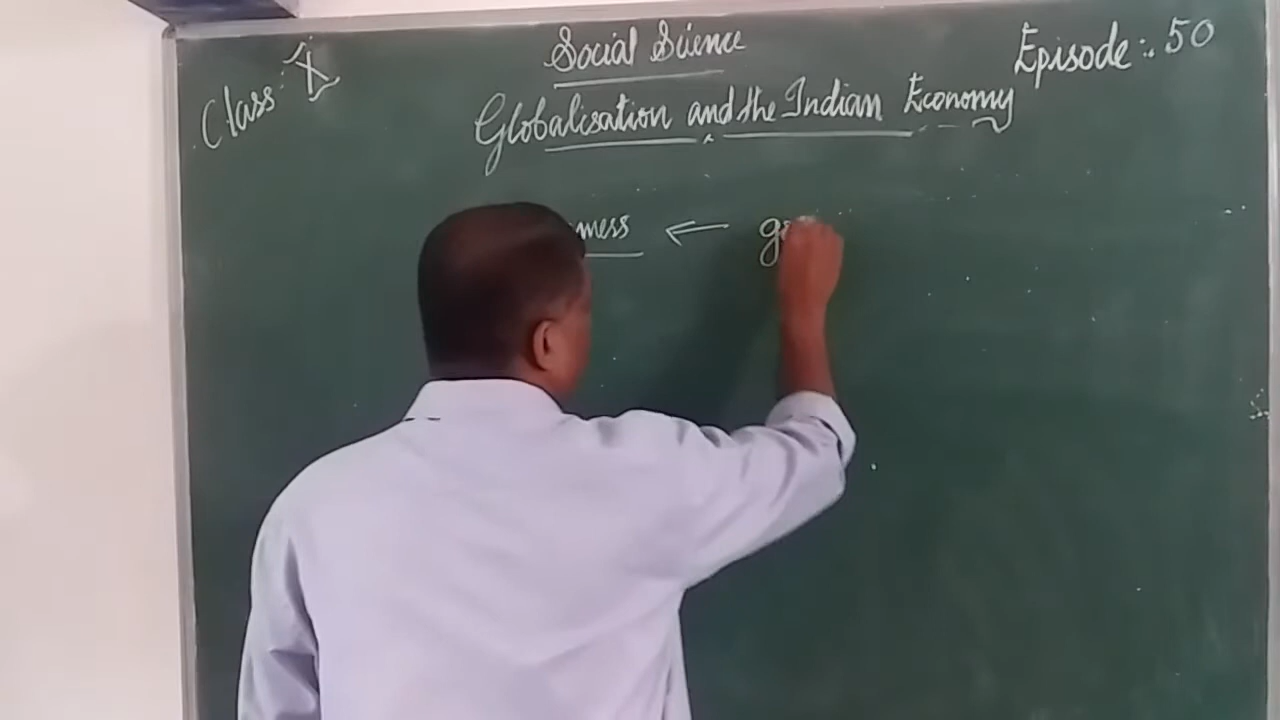 Social Science
Class : X
Episode :. 50
Globalisation and the Indian Economy
←